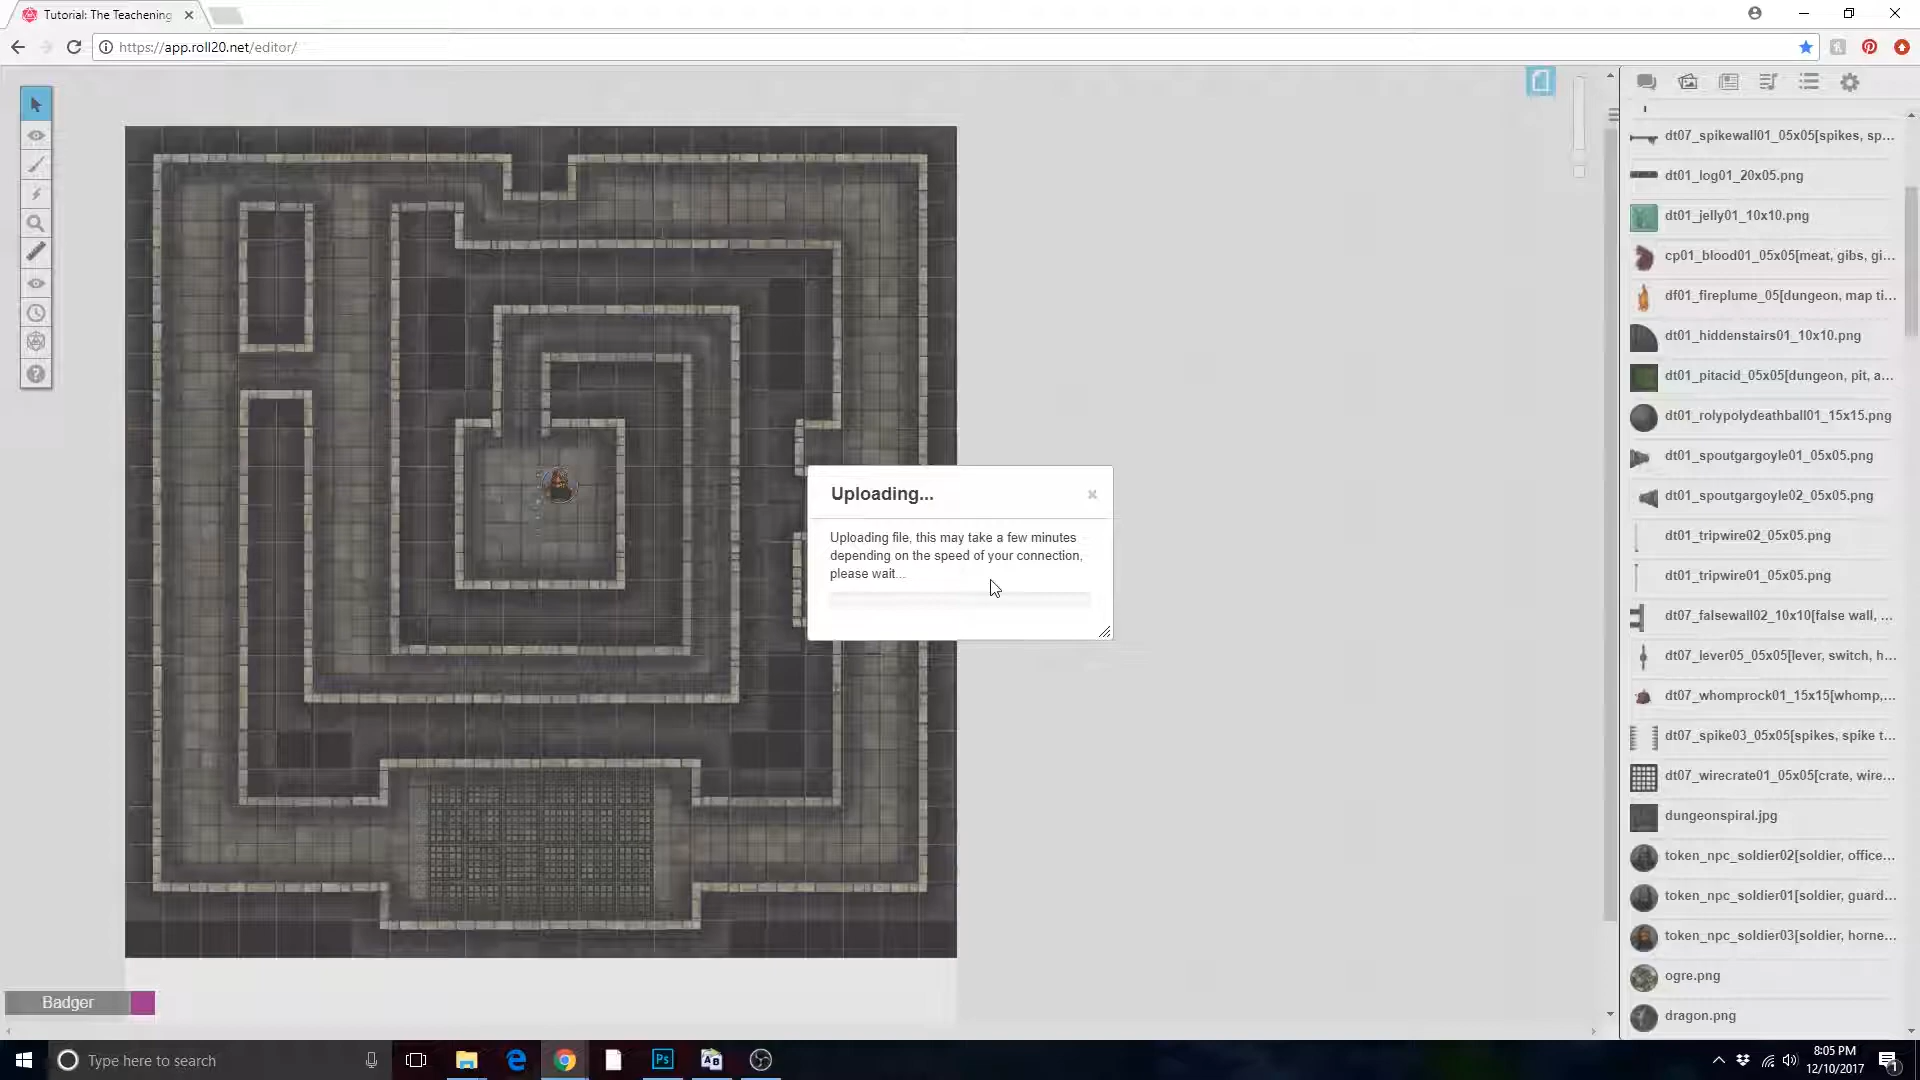 Tutorial: The Teachening
https://app.roll20.net/editor/
dt07_spikewall01_05x05[spikes, sp...
dt01_log01_20x05.png
dt01_jelly01_10x10.png
cp01_blood01_05x05[meat, gibs, gi...
df01_fireplume_05[dungeon, map ti...
dt01_hiddenstairs01_10x10.png
dt01_pitacid_05x05[dungeon, pit, a...
dt01_rolypolydeathball01_15x15.png
dt01_spoutgargoyle01_05x05.png
dt01_spoutgargoyle02_05x05.png
dt01_tripwire02_05x05.png
dt01_tripwire01_05x05.png
dt07_falsewall02_10x10[false wall, ...
dt07_lever05_05x05[lever, switch, h...
dt07_whomprock01_15x15[whomp,...
dt07_spike03_05x05[spikes, spike t...
dt07_wirecrate01_05x05[crate, wire...
dungeonspiral.jpg
token_npc_soldier02[soldier, office...
token_npc_soldier01[soldier, guard...
token_npc_soldier03[soldier, horne...
ogre.png
dragon.png
Uploading...
Uploading file, this may take a few minutes
depending on the speed of your connection,
please wait...
Badger
Type here to search
Ps
8:05 PM
12/10/2017
1